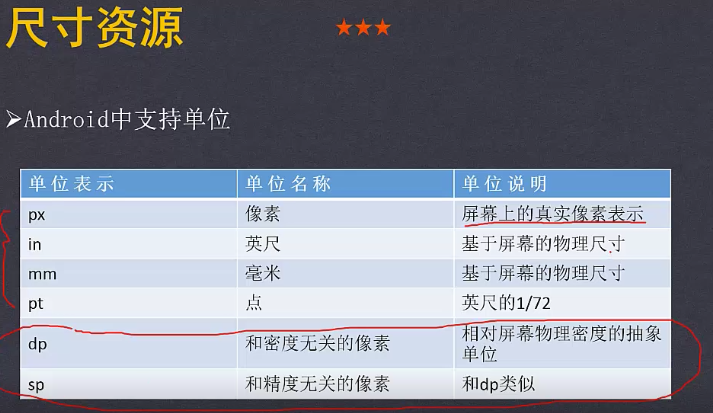 尺寸资源
★★★
➢Android中支持单位
单位表示 单位名称 单位说明
px 像素 屏幕上的真实像素表示
in 英尺 基于屏幕的物理尺寸
mm 毫米 基于屏幕的物理尺寸
pt 点 英尺的1/72
dp 和密度无关的像素 相对屏幕物理密度的抽象
单位
sp 和精度无关的像素 和dp类似